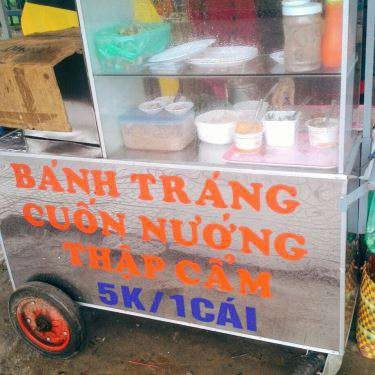 BÁNH TRÁNG
CUỐN NƯỚNG
THẬP CẨM
5K/1CÁI